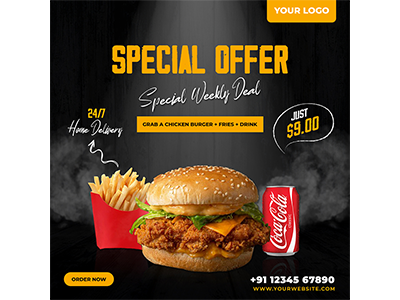 YOUR LOGO
SPECIAL OFFER
Special Weekly Deal
GRAB A CHICKEN BURGER + FRIES + DRINK
24/7
Home Delivery
JUST
$9.00
Coca-Cola
ORDER NOW
+91 12345 67890
WWW.YOURWEBSITE.COM